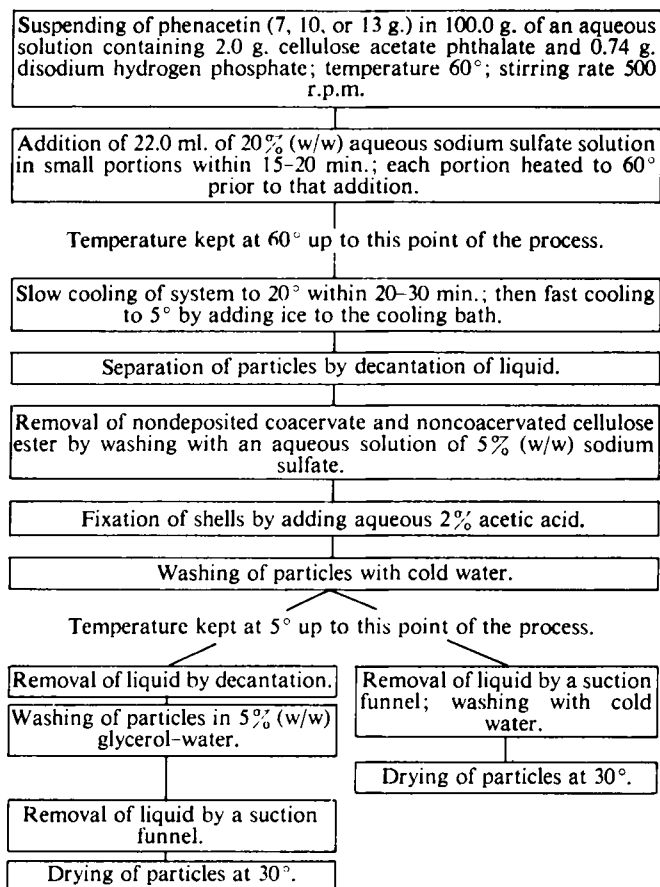 Suspending of phenacetin (7, 10, or 13 g.) in 100.0 g. of an aqueous
solution containing 2.0 g. cellulose acetate phthalate and 0.74 g.
disodium hydrogen phosphate; temperature 60°; stirring rate 500
r.p.m.
Addition of 22.0 ml. of 20% (w/w) aqueous sodium sulfate solution
in small portions within 15–20 min.; each portion heated to 60°
prior to that addition.
Temperature kept at 60° up to this point of the process.
Slow cooling of system to 20° within 20–30 min.; then fast cooling
to 5° by adding ice to the cooling bath.
Separation of particles by decantation of liquid.
Removal of nondeposited coacervate and noncoacervated cellulose
ester by washing with an aqueous solution of 5% (w/w) sodium
sulfate.
Fixation of shells by adding aqueous 2% acetic acid.
Washing of particles with cold water.
Temperature kept at 5° up to this point of the process.
Removal of liquid by decantation.
Washing of particles in 5% (w/w)
glycerol-water.
Removal of liquid by a suction
funnel.
Drying of particles at 30°.
Removal of liquid by a suction
funnel; washing with cold
water.
Drying of particles at 30°.